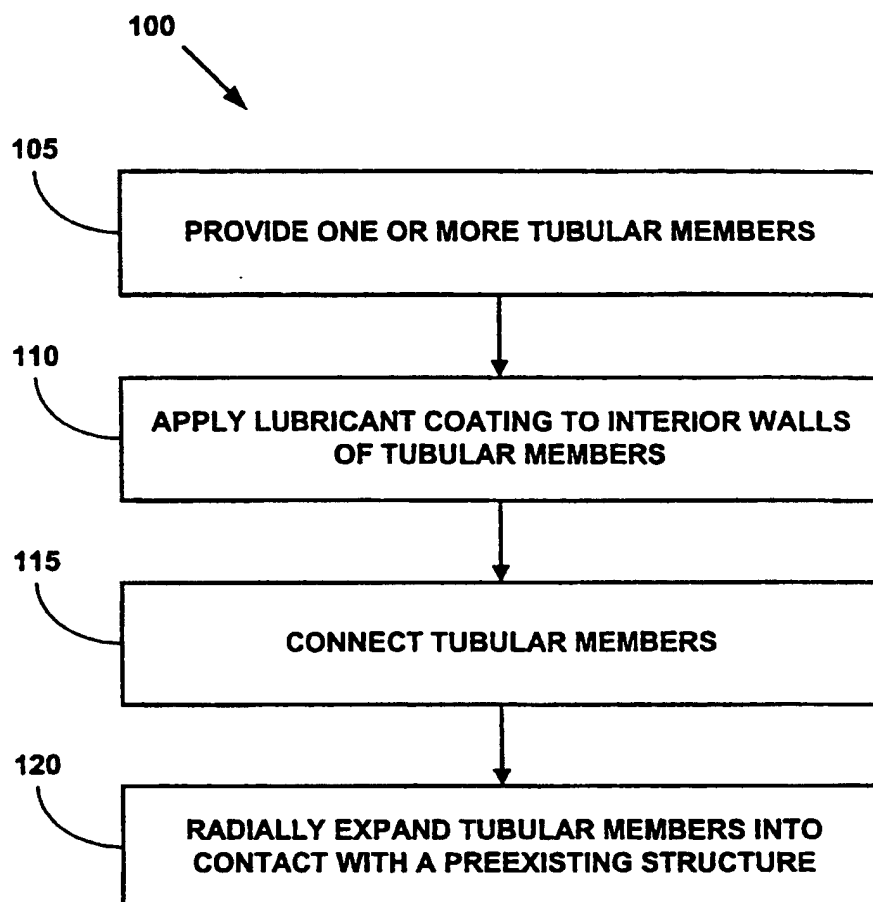 100
105
PROVIDE ONE OR MORE TUBULAR MEMBERS
110
APPLY LUBRICANT COATING TO INTERIOR WALLS
OF TUBULAR MEMBERS
115
CONNECT TUBULAR MEMBERS
120
RADIALLY EXPAND TUBULAR MEMBERS INTO
CONTACT WITH A PREEXISTING STRUCTURE